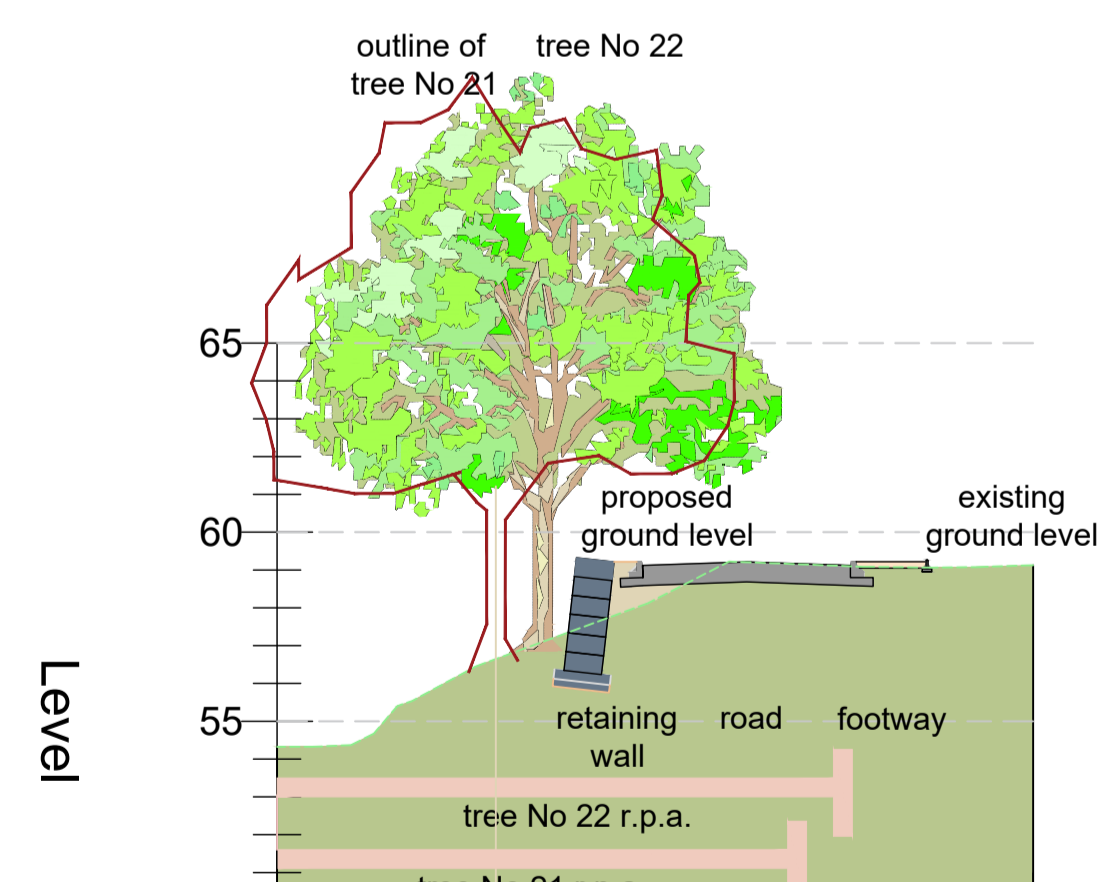 outline of
tree No 21
tree No 22
65
proposed
ground level
existing
ground level
60
Level
55
retaining
wall
road
footway
tree No 22 r.p.a.